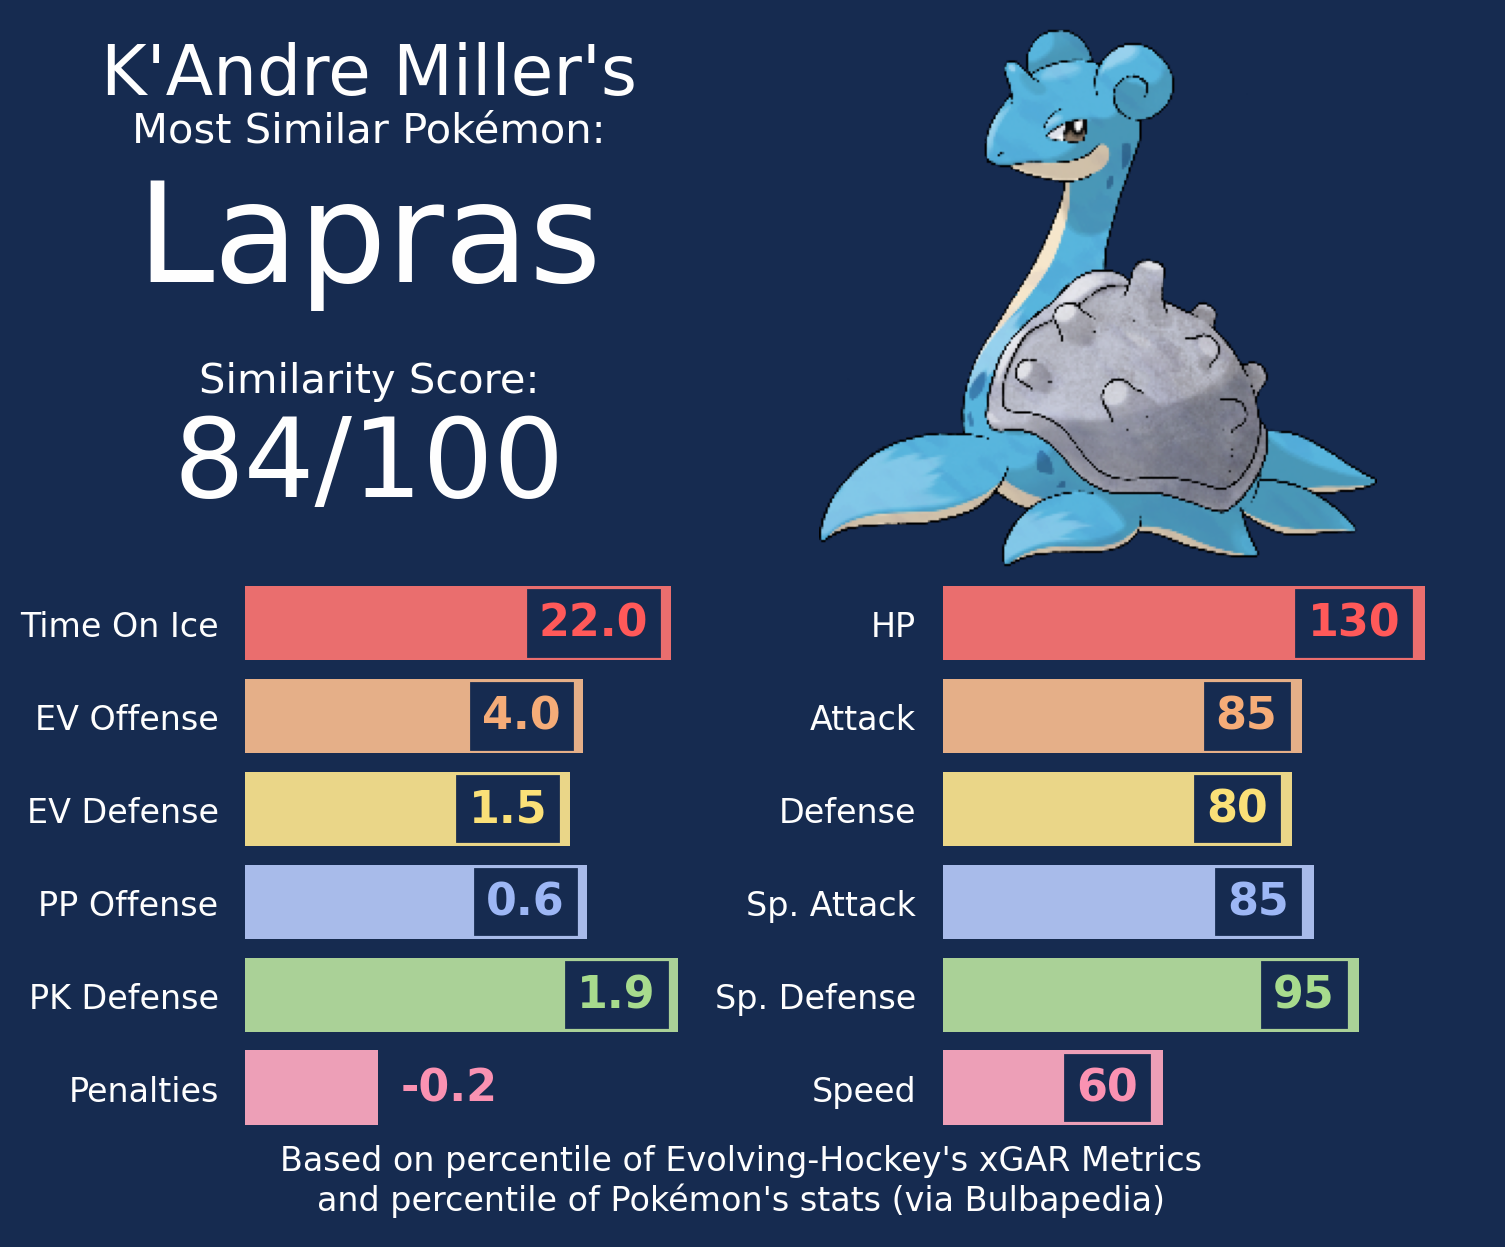 K'Andre Miller's
Most Similar Pokémon:
Lapras
Similarity Score:
84/100
Time On Ice 22.0
EV Offense 4.0
EV Defense 1.5
PP Offense 0.6
PK Defense 1.9
Penalties -0.2
HP 130
Attack 85
Defense 80
Sp. Attack 85
Sp. Defense 95
Speed 60
Based on percentile of Evolving-Hockey's xGAR Metrics
and percentile of Pokémon's stats (via Bulbapedia)